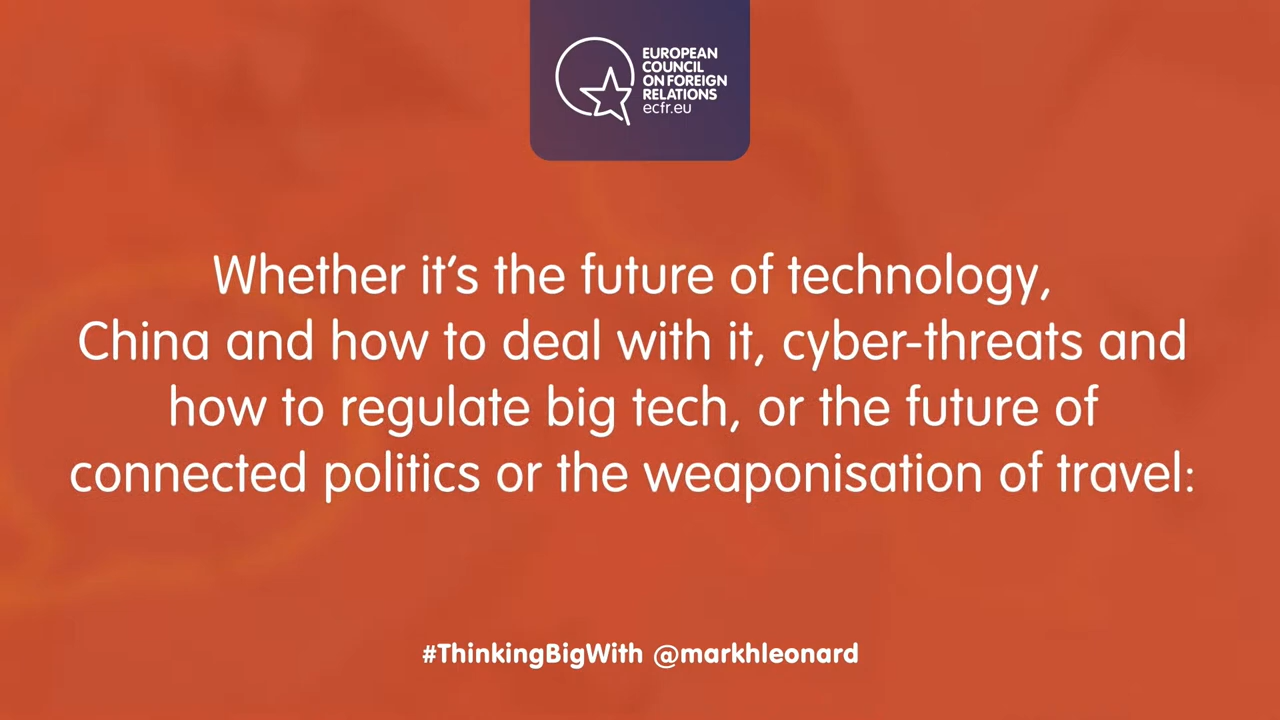 EUROPEAN
COUNCIL
ON FOREIGN
RELATIONS
ecfr.eu
Whether it's the future of technology,
China and how to deal with it, cyber-threats and
how to regulate big tech, or the future of
connected politics or the weaponisation of travel:
#ThinkingBigWith @markhleonard